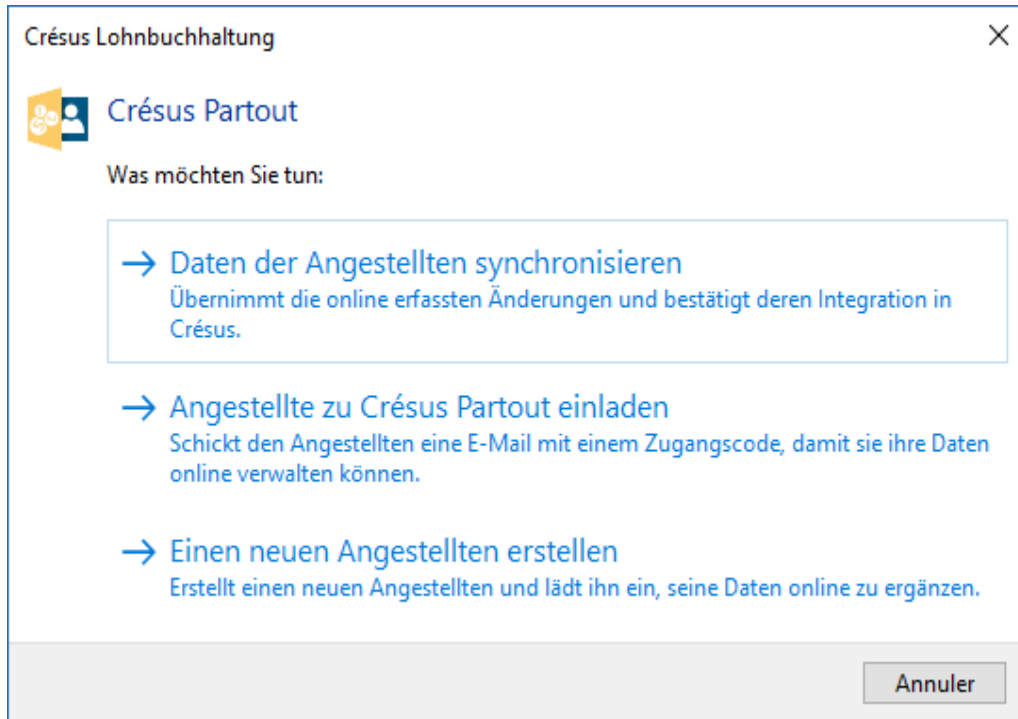 Crésus Lohnbuchhaltung
Crésus Partout
Was möchten Sie tun:
Daten der Angestellten synchronisieren
Übernimmt die online erfassten Änderungen und bestätigt deren Integration in
Crésus.
Angestellte zu Crésus Partout einladen
Schickt den Angestellten eine E-Mail mit einem Zugangscode, damit sie ihre Daten
online verwalten können.
Einen neuen Angestellten erstellen
Erstellt einen neuen Angestellten und lädt ihn ein, seine Daten online zu ergänzen.
Annuler